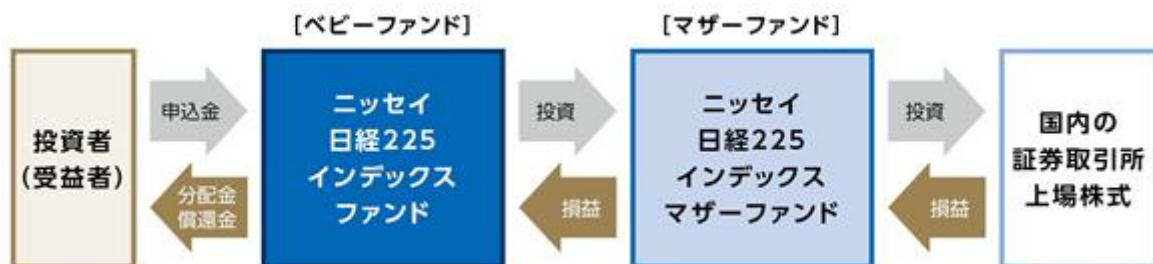 [ベビーファンド]
[マザーファンド]
投資者
(受益者)
申込金
分配金
償還金
ニッセイ
日経225
インデックス
ファンド
投資
損益
ニッセイ
日経225
インデックス
マザーファンド
投資
損益
国内の
証券取引所
上場株式